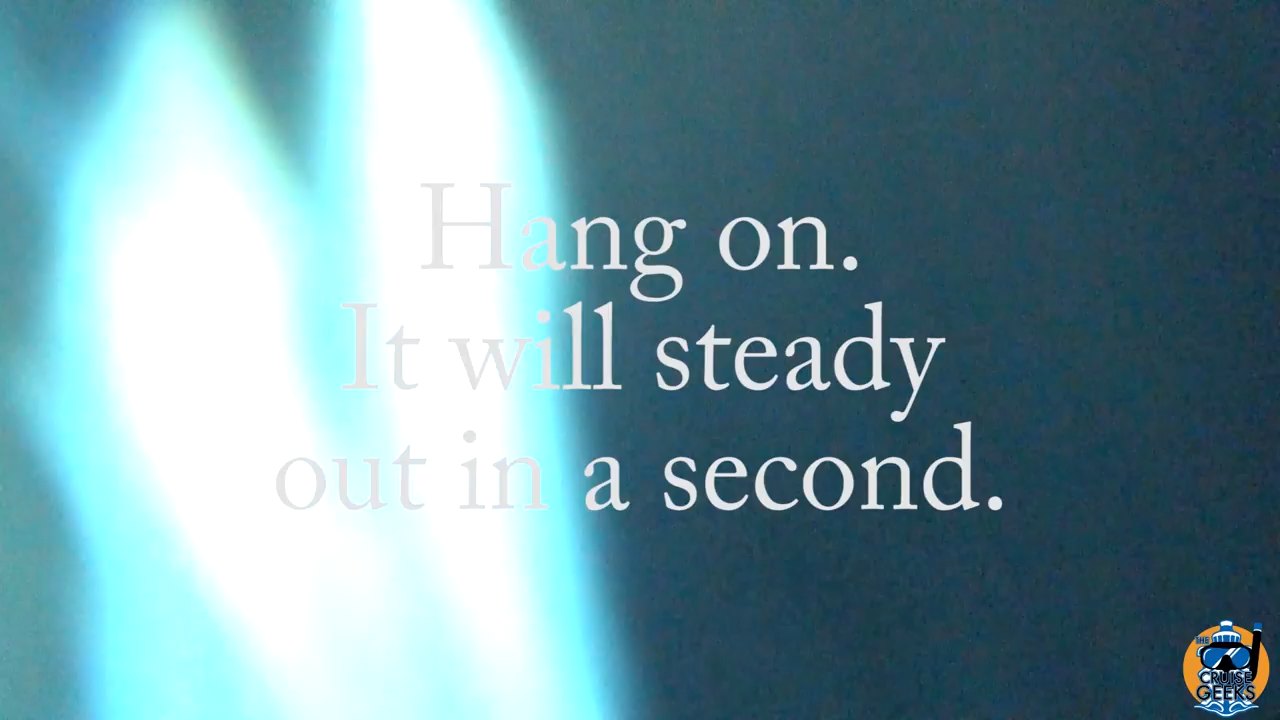 Hang on.
It will steady
out in a second.
THE
CRUISE
GEEKS